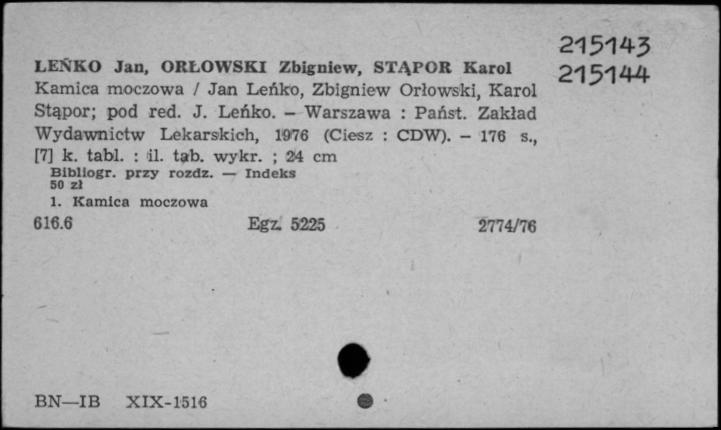 215143
215144
LEŃKO Jan, ORŁOWSKI Zbigniew, STĄPOR Karol
Kamica moczowa / Jan Leńko, Zbigniew Orłowski, Karol
Stąpor; pod red. J. Leńko. — Warszawa : Państ. Zakład
Wydawnictw Lekarskich, 1976 (Ciesz : CDW). — 176 s.,
[7] k. tabl. : il. tab. wykr. ; 24 cm
Bibliogr. przy rozdz. — Indeks
50 zł
1. Kamica moczowa
616.6 Egz. 5225 2774/76
BN—IB XIX-1516